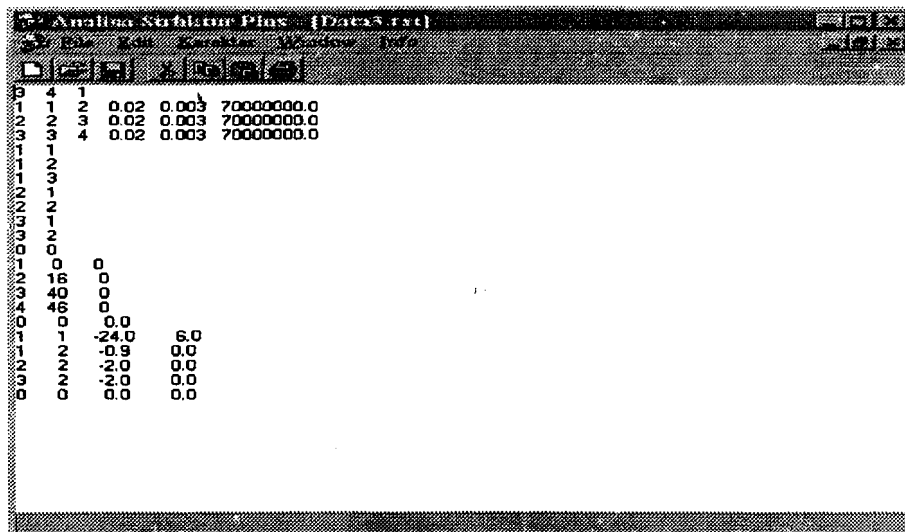 Analisa Struktur Plus - [Data3.txt]
File Edit Karakter Window Info
3 4 1
1 1 2 0.02 0.003 70000000.0
2 2 3 0.02 0.003 70000000.0
3 3 4 0.02 0.003 70000000.0
1 1
1 2
1 3
2 1
2 2
3 1
3 2
0 0
1 0 0
2 16 0
3 40 0
4 46 0
0 0 0.0
1 1 -24.0 6.0
1 2 -0.9 0.0
2 2 -2.0 0.0
3 2 -2.0 0.0
0 0 0.0 0.0